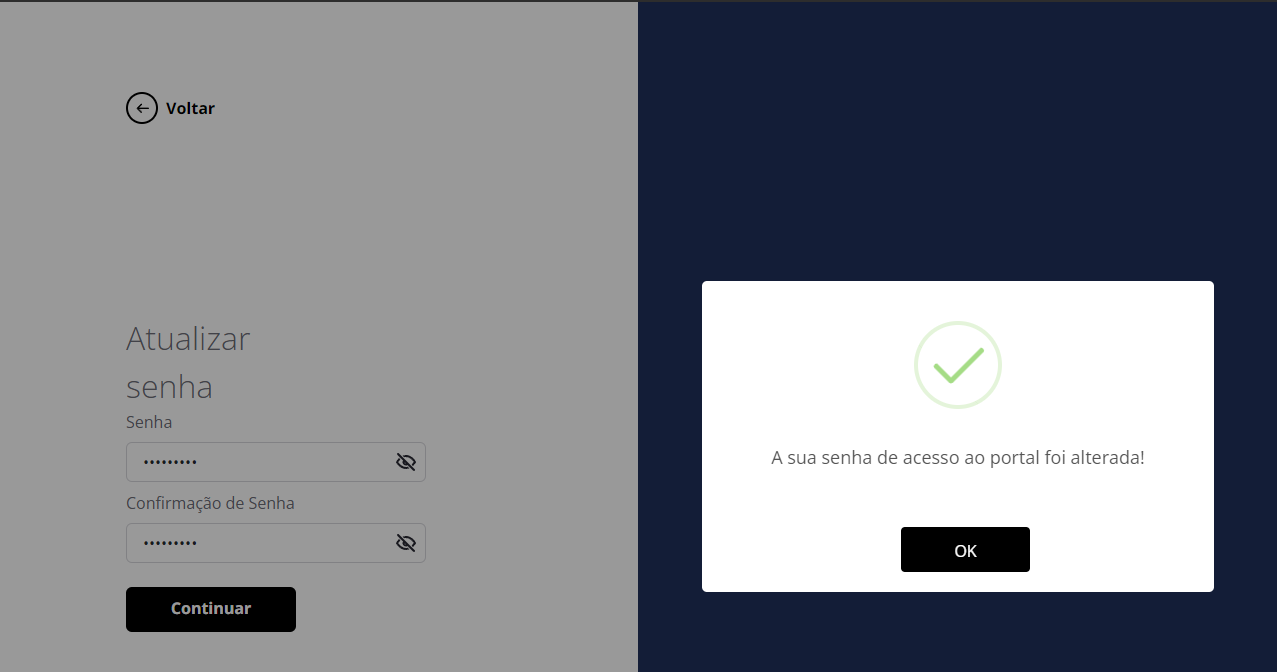 Voltar
Atualizar
senha
Senha
•••••••••
Confirmação de Senha
•••••••••
Continuar
A sua senha de acesso ao portal foi alterada!
OK